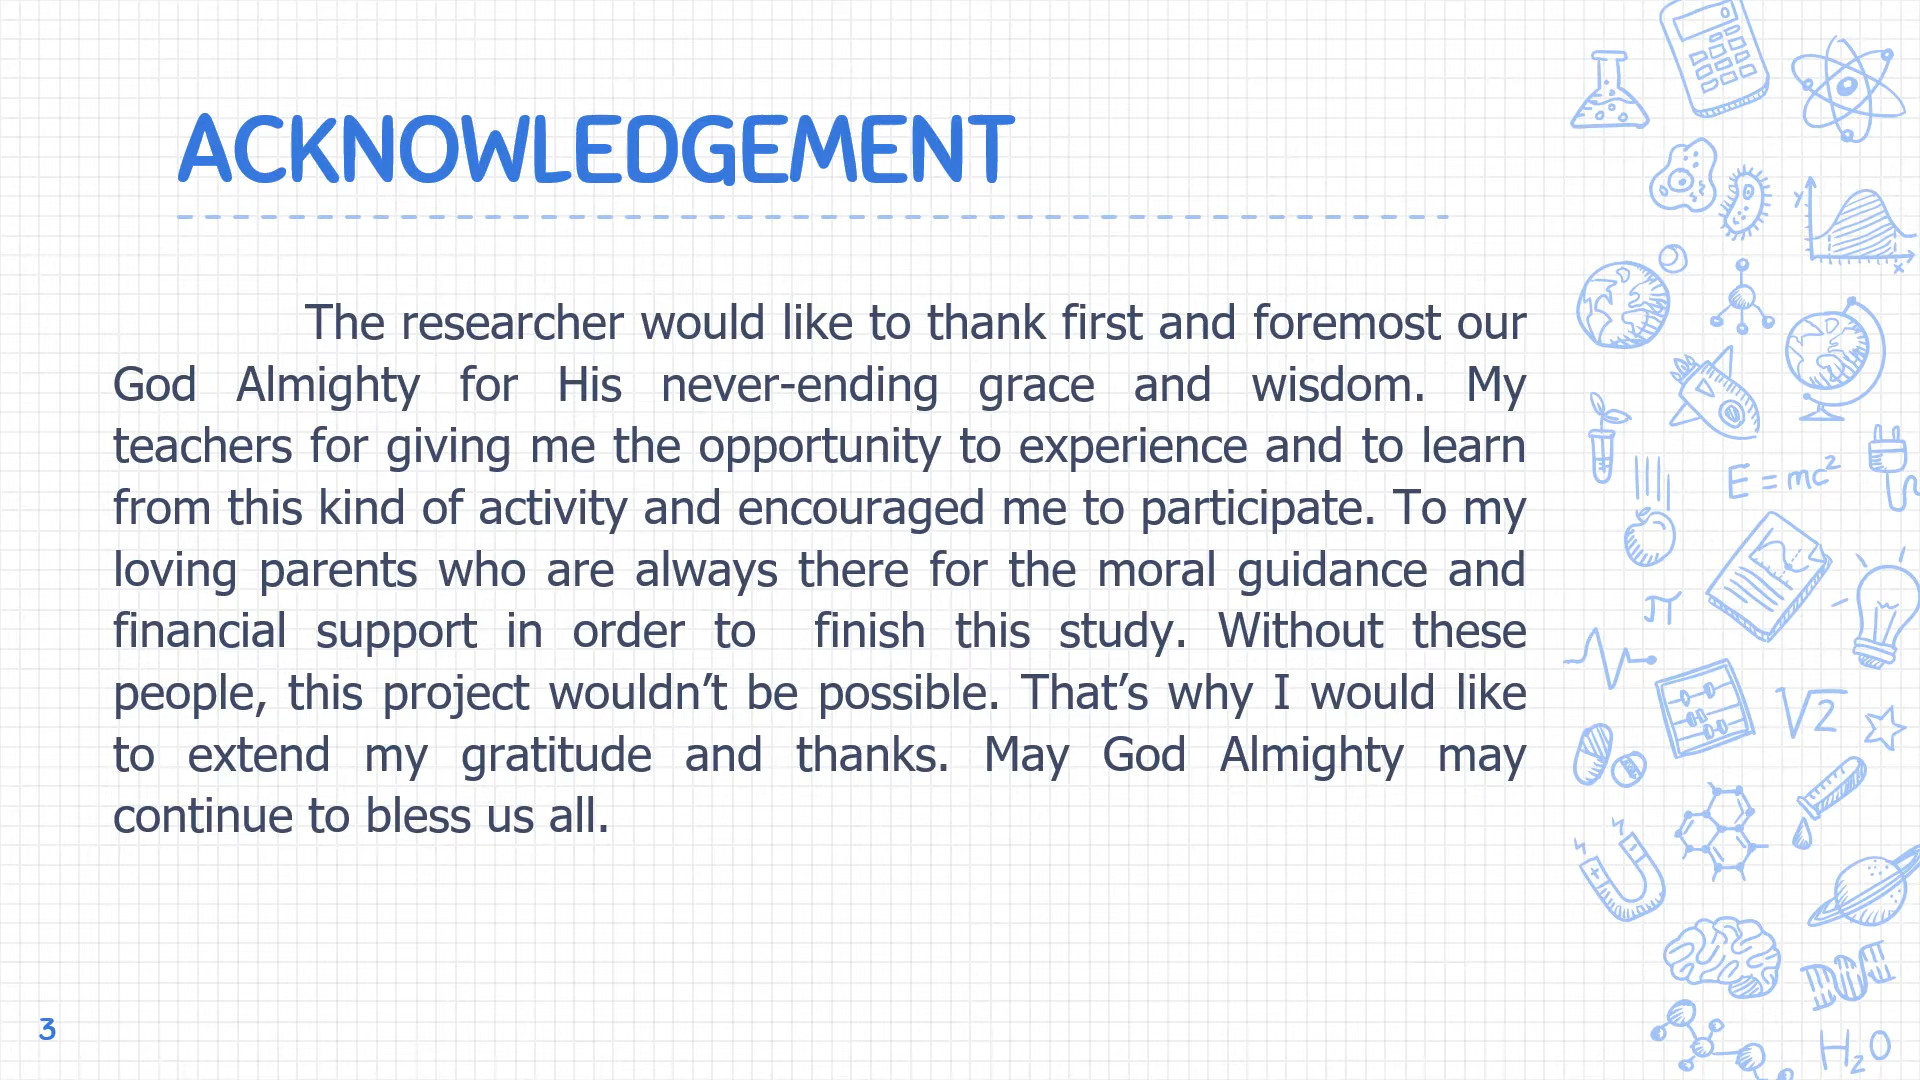 ACKNOWLEDGEMENT
The researcher would like to thank first and foremost our
God Almighty for His never-ending grace and wisdom. My
teachers for giving me the opportunity to experience and to learn
from this kind of activity and encouraged me to participate. To my
loving parents who are always there for the moral guidance and
financial support in order to finish this study. Without these
people, this project wouldn’t be possible. That’s why I would like
to extend my gratitude and thanks. May God Almighty may
continue to bless us all.
3
y
x
E=mc²
π
√2
H₂O